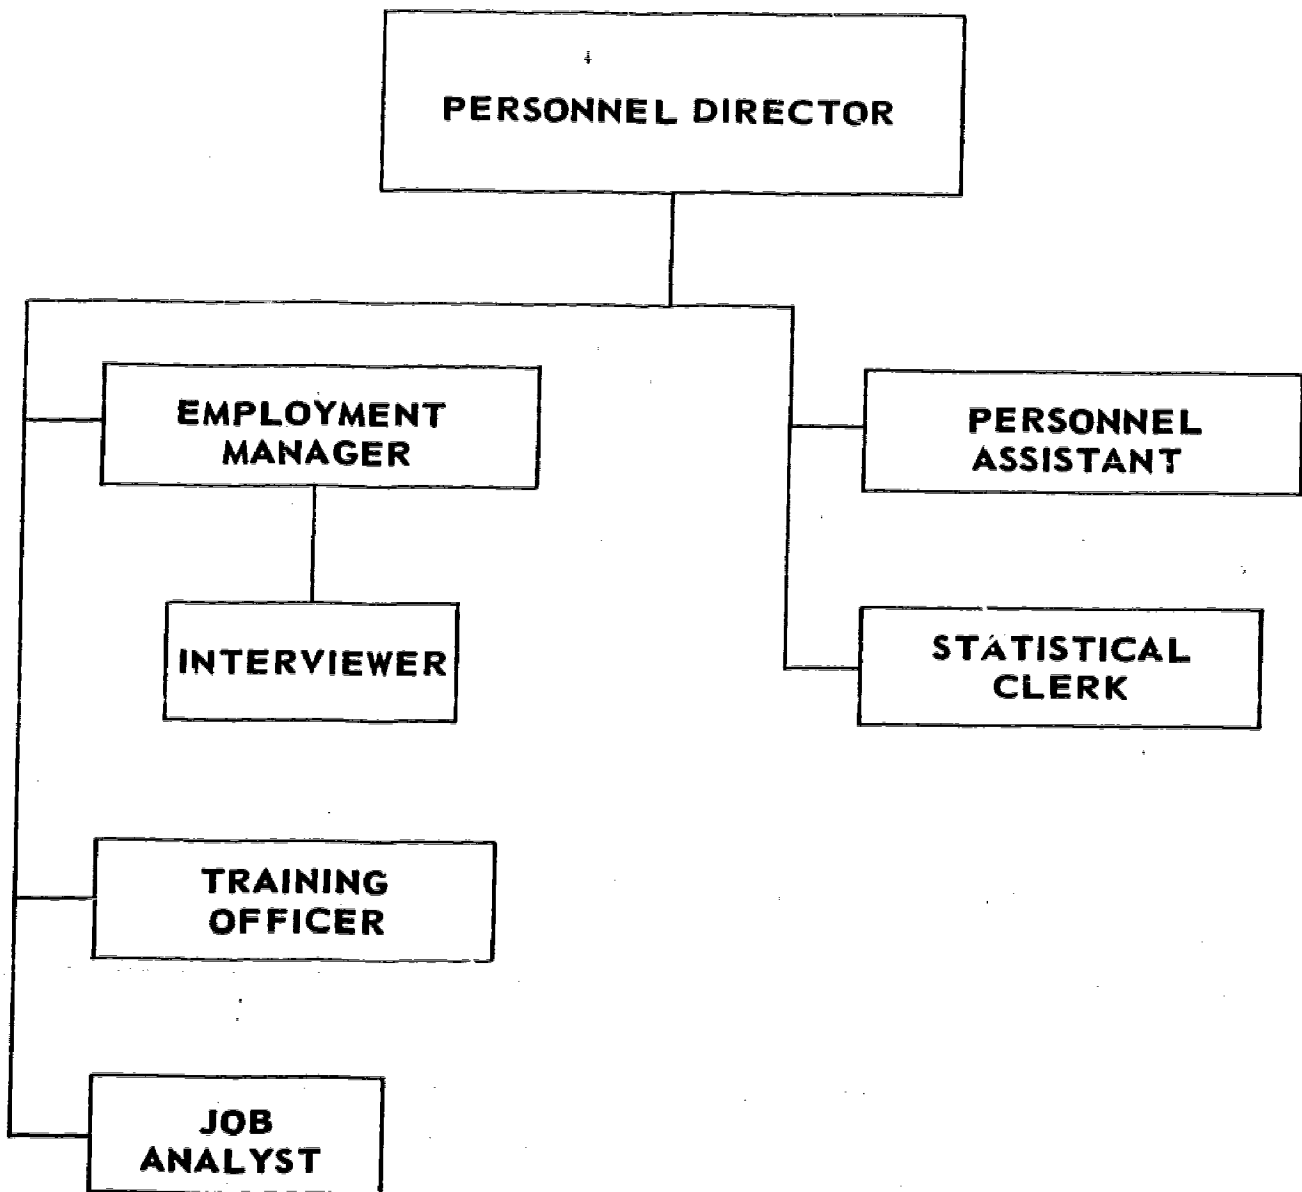 PERSONNEL DIRECTOR
EMPLOYMENT
MANAGER
PERSONNEL
ASSISTANT
INTERVIEWER
STATISTICAL
CLERK
TRAINING
OFFICER
JOB
ANALYST